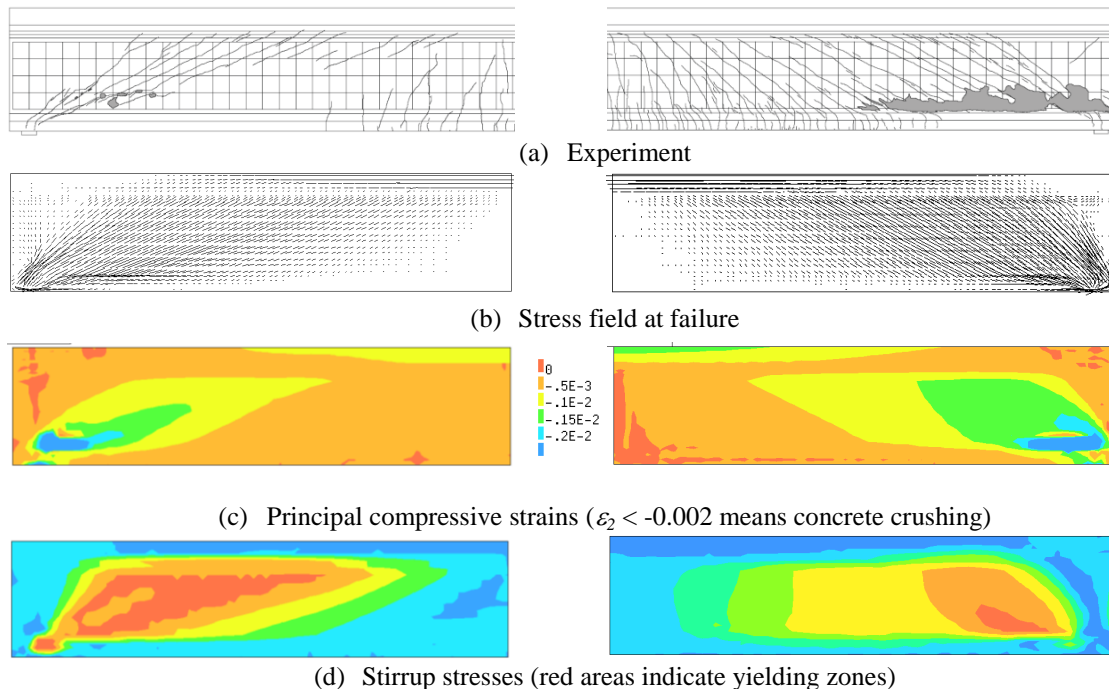 (a) Experiment
(b) Stress field at failure
0
-.5E-3
-.1E-2
-.15E-2
-.2E-2
(c) Principal compressive strains (ε2 < -0.002 means concrete crushing)
(d) Stirrup stresses (red areas indicate yielding zones)